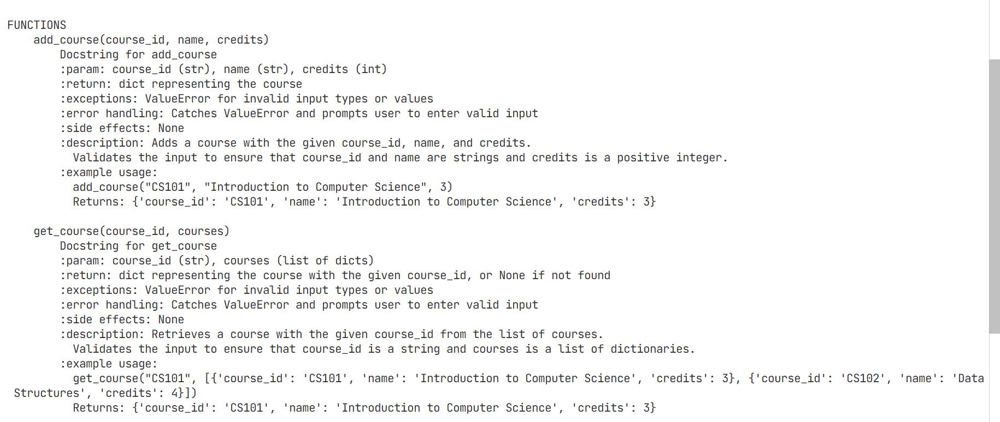 FUNCTIONS
    add_course(course_id, name, credits)
        Docstring for add_course
        :param: course_id (str), name (str), credits (int)
        :return: dict representing the course
        :exceptions: ValueError for invalid input types or values
        :error handling: Catches ValueError and prompts user to enter valid input
        :side effects: None
        :description: Adds a course with the given course_id, name, and credits.
          Validates the input to ensure that course_id and name are strings and credits is a positive integer.
        :example usage:
          add_course("CS101", "Introduction to Computer Science", 3)
          Returns: {'course_id': 'CS101', 'name': 'Introduction to Computer Science', 'credits': 3}

    get_course(course_id, courses)
        Docstring for get_course
        :param: course_id (str), courses (list of dicts)
        :return: dict representing the course with the given course_id, or None if not found
        :exceptions: ValueError for invalid input types or values
        :error handling: Catches ValueError and prompts user to enter valid input
        :side effects: None
        :description: Retrieves a course with the given course_id from the list of courses.
          Validates the input to ensure that course_id is a string and courses is a list of dictionaries.
        :example usage:
          get_course("CS101", [{'course_id': 'CS101', 'name': 'Introduction to Computer Science', 'credits': 3}, {'course_id': 'CS102', 'name': 'Data
 Structures', 'credits': 4}])
          Returns: {'course_id': 'CS101', 'name': 'Introduction to Computer Science', 'credits': 3}